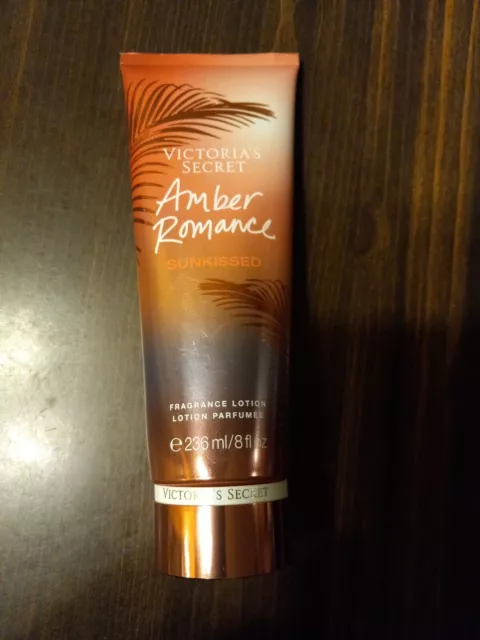 VICTORIA'S
SECRET
Amber
Romance
SUNKISSED
FRAGRANCE LOTION
LOTION PARFUMÉE
e 236 ml/8 fl oz
VICTORIA'S SECRET